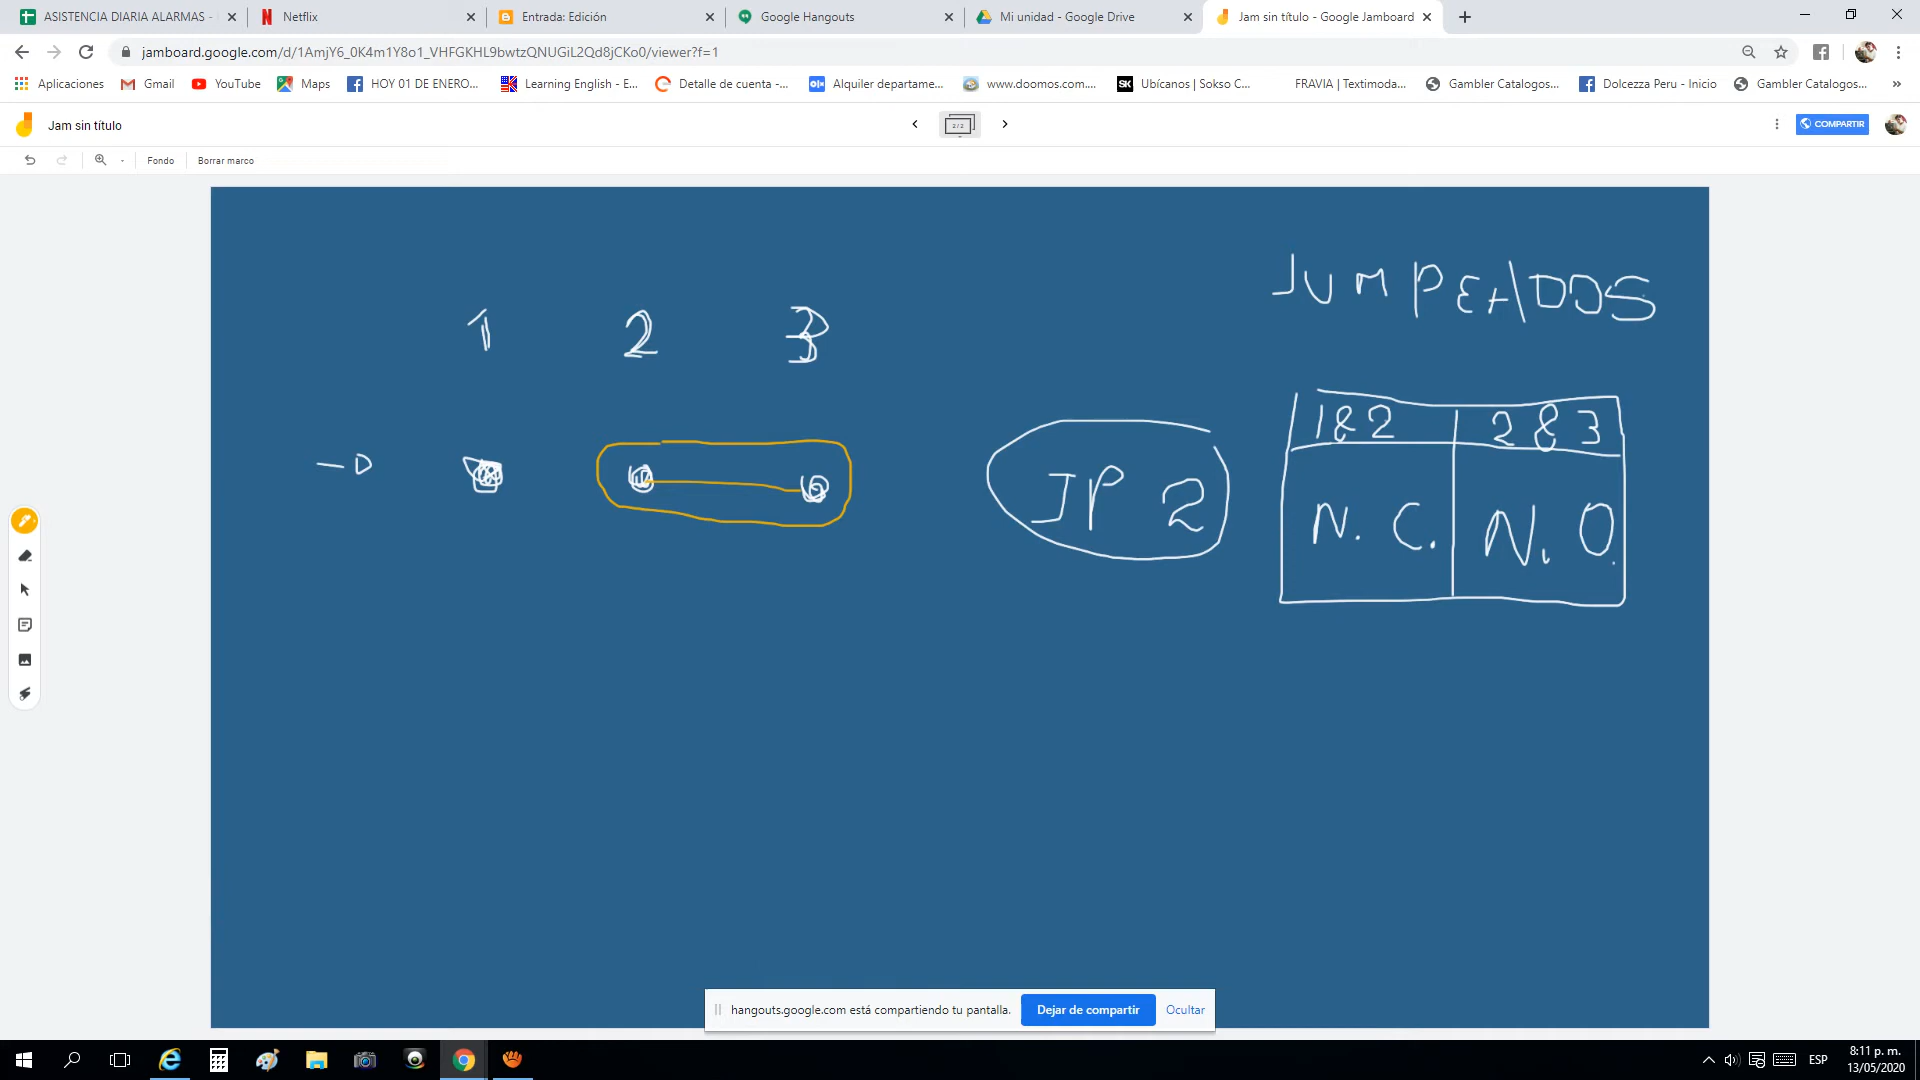 ASISTENCIA DIARIA ALARMAS -
Netflix
Entrada: Edición
Google Hangouts
Mi unidad - Google Drive
Jam sin título - Google Jamboard
jamboard.google.com/d/1AmjY6_0K4m1Y8o1_VHFGKHL9bwtzQNUGiL2Qd8jCKo0/viewer?f=1
Aplicaciones
Gmail
YouTube
Maps
HOY 01 DE ENERO...
Learning English - E...
Detalle de cuenta -...
Alquiler departame...
www.doomos.com....
SK
Ubícanos | Sokso C...
FRAVIA | Textimoda...
Gambler Catalogos...
Dolcezza Peru - Inicio
Gambler Catalogos...
»
Jam sin título
2 / 2
COMPARTIR
Fondo
Borrar marco
JUMPEADOS
1 2 3
1&2 2&3
JP 2
N.C. N.O.
hangouts.google.com está compartiendo tu pantalla.
Dejar de compartir
Ocultar
ESP
8:11 p. m.
13/05/2020